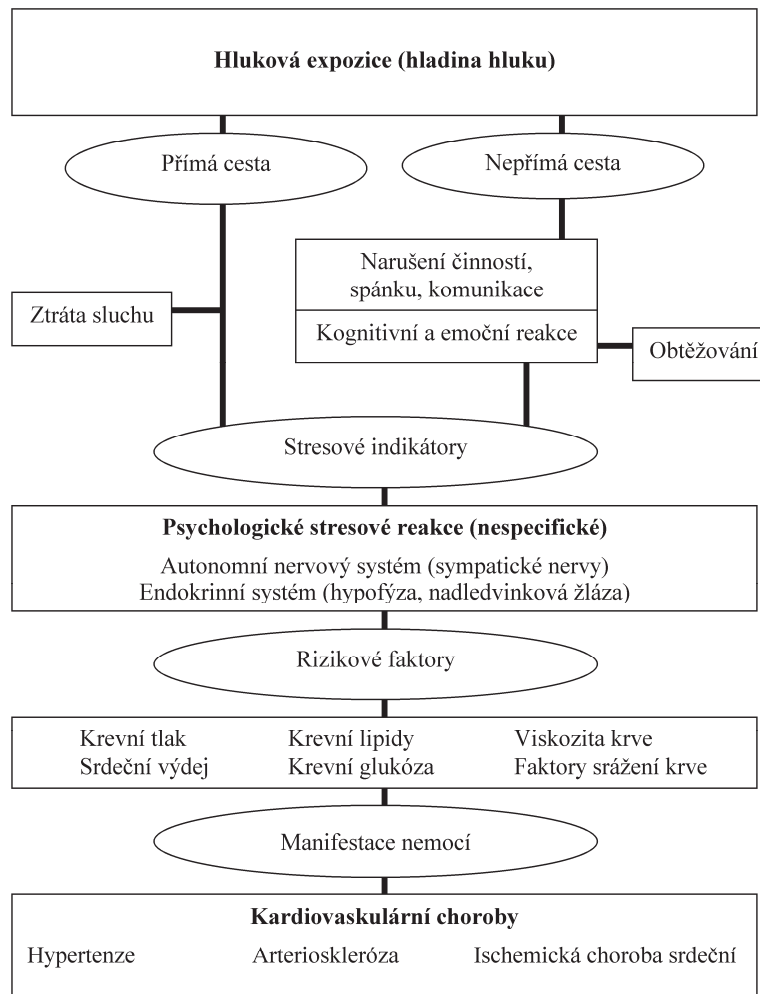 Hluková expozice (hladina hluku)
Přímá cesta
Nepřímá cesta
Narušení činností,
spánku, komunikace
Ztráta sluchu
Kognitivní a emoční reakce
Obtěžování
Stresové indikátory
Psychologické stresové reakce (nespecifické)
Autonomní nervový systém (sympatické nervy)
Endokrinní systém (hypofýza, nadledvinková žláza)
Rizikové faktory
Krevní tlak Krevní lipidy Viskozita krve
Srdeční výdej Krevní glukóza Faktory srážení krve
Manifestace nemocí
Kardiovaskulární choroby
Hypertenze Arterioskleróza Ischemická choroba srdeční